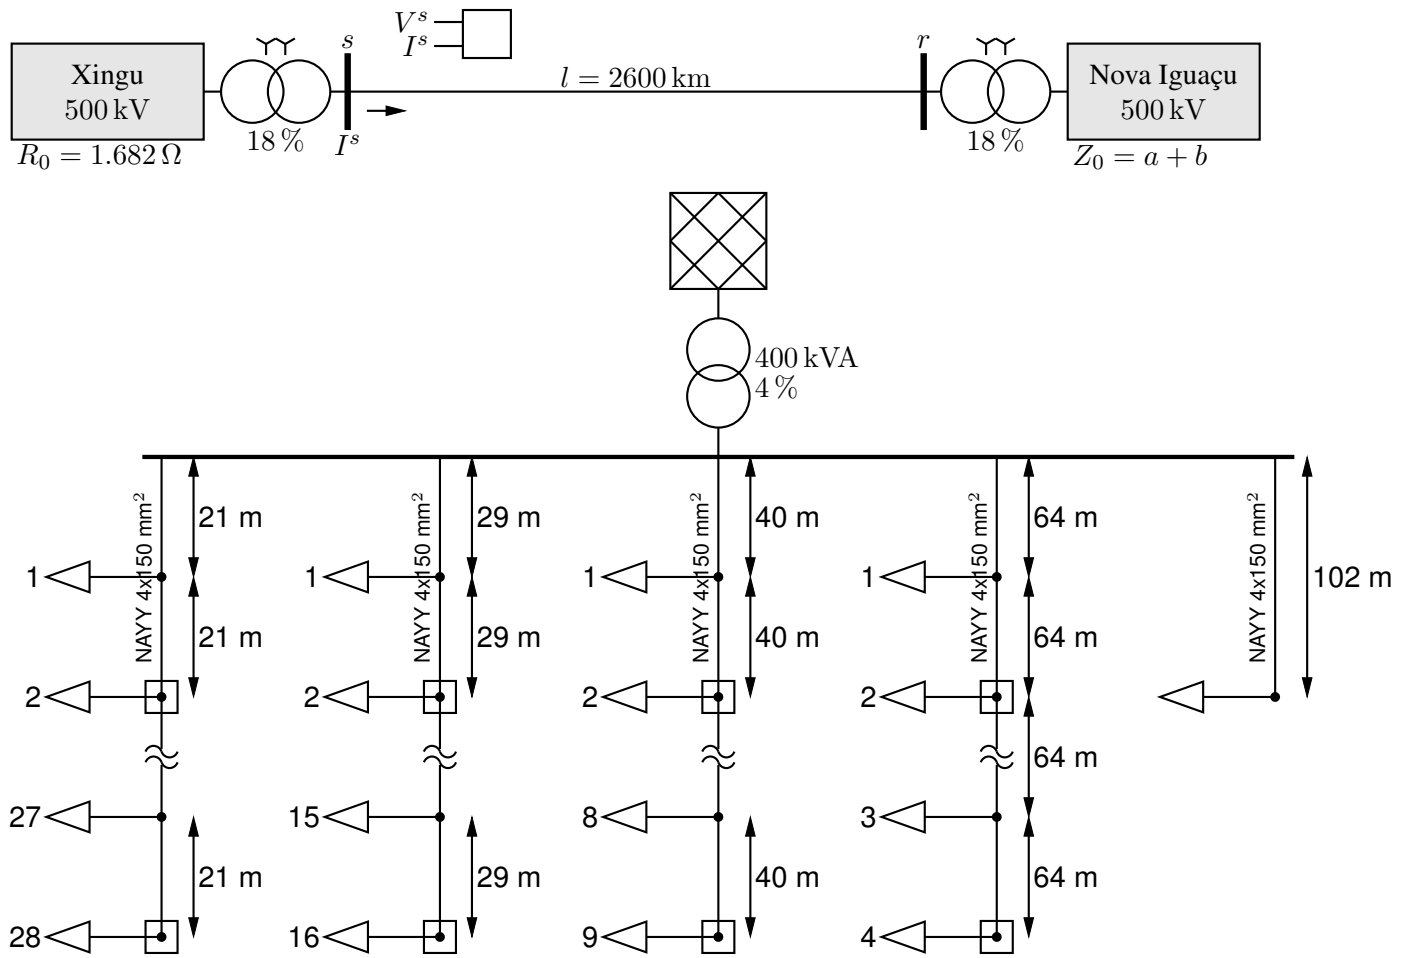 V^s
I^s
s
r
Xingu
500 kV
l = 2600 km
Nova Iguaçu
500 kV
18 %
I^s
18 %
R_0 = 1.682 Ω
Z_0 = a + b
400 kVA
4 %
NAYY 4x150 mm²
21 m
NAYY 4x150 mm²
29 m
NAYY 4x150 mm²
40 m
NAYY 4x150 mm²
64 m
NAYY 4x150 mm²
1
1
1
1
102 m
21 m
29 m
40 m
64 m
2
2
2
2
64 m
27
15
8
3
21 m
29 m
40 m
64 m
28
16
9
4